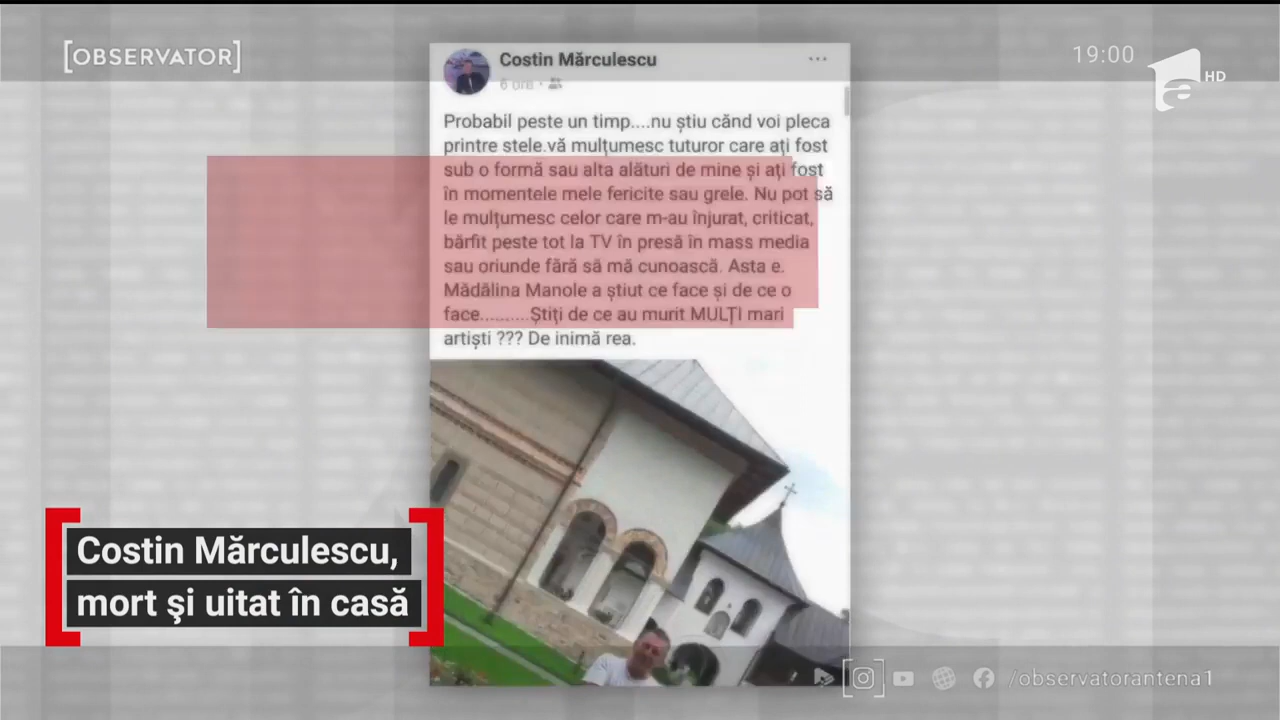 [OBSERVATOR]
19:00
HD
Costin Mărculescu
6 ore
Probabil peste un timp....nu știu când voi pleca
printre stele.vă mulțumesc tuturor care ați fost
sub o formă sau alta alături de mine și ați fost
în momentele mele fericite sau grele. Nu pot să
le mulțumesc celor care m-au înjurat, criticat,
bârfit peste tot la TV în presă în mass media
sau oriunde fără să mă cunoască. Asta e.
Mădălina Manole a știut ce face și de ce o
face..........Știți de ce au murit MULȚI mari
artiști ??? De inimă rea.
Costin Mărculescu,
mort şi uitat în casă
/observatorantena1